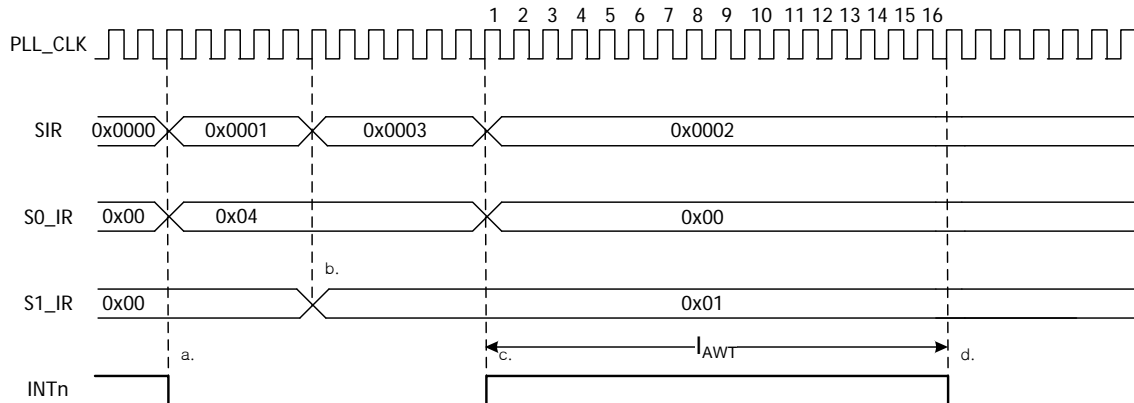 1 2 3 4 5 6 7 8 9 10 11 12 13 14 15 16
PLL_CLK
SIR 0x0000 0x0001 0x0003 0x0002
S0_IR 0x00 0x04 0x00
b.
S1_IR 0x00 0x01
a. c. IAWT d.
INTn